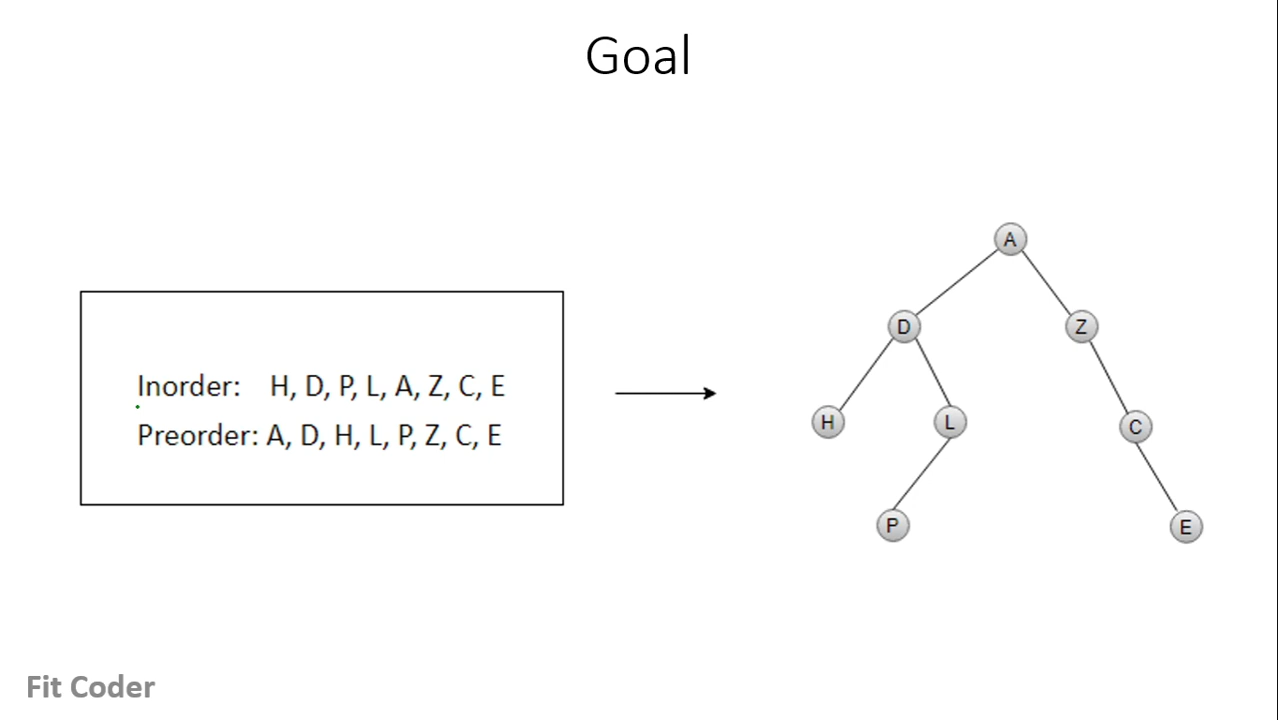 Goal
Inorder: H, D, P, L, A, Z, C, E
Preorder: A, D, H, L, P, Z, C, E
A
D
Z
H
L
C
P
E
Fit Coder